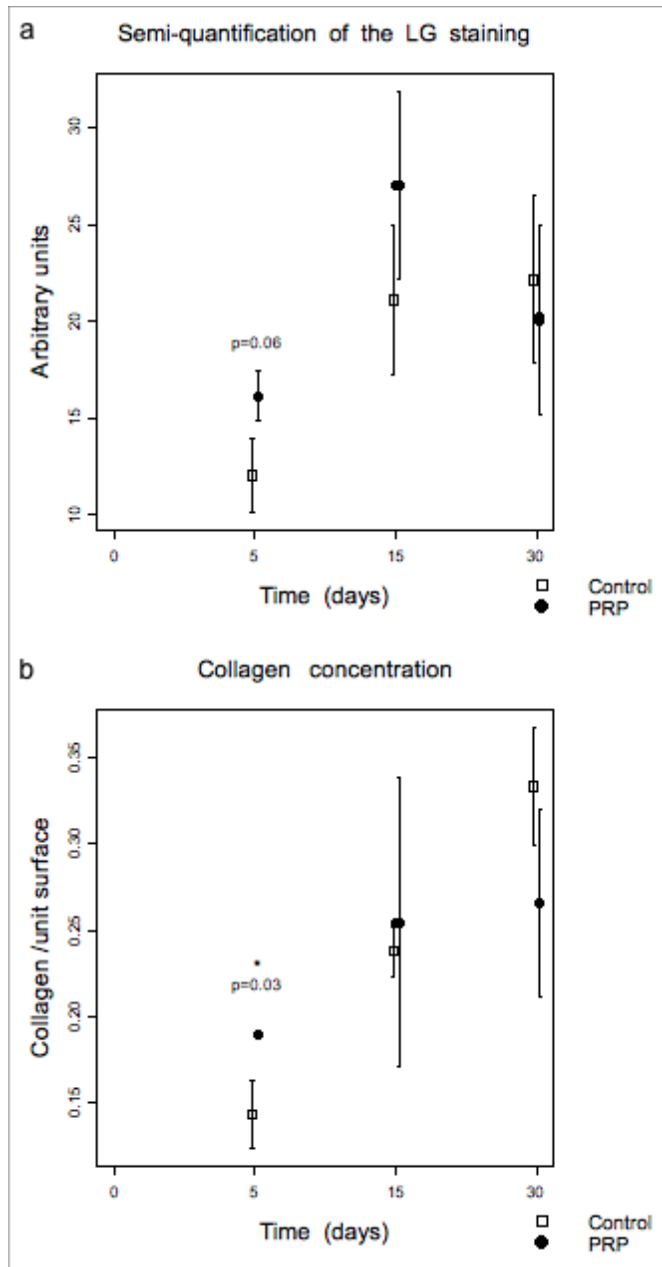 a
Semi-quantification of the LG staining
Arbitrary units
30
25
20
15
10
p=0.06
0 5 15 30
Time (days)
Control
PRP
b
Collagen concentration
Collagen /unit surface
0.35
0.30
0.25
0.20
0.15
*
p=0.03
0 5 15 30
Time (days)
Control
PRP